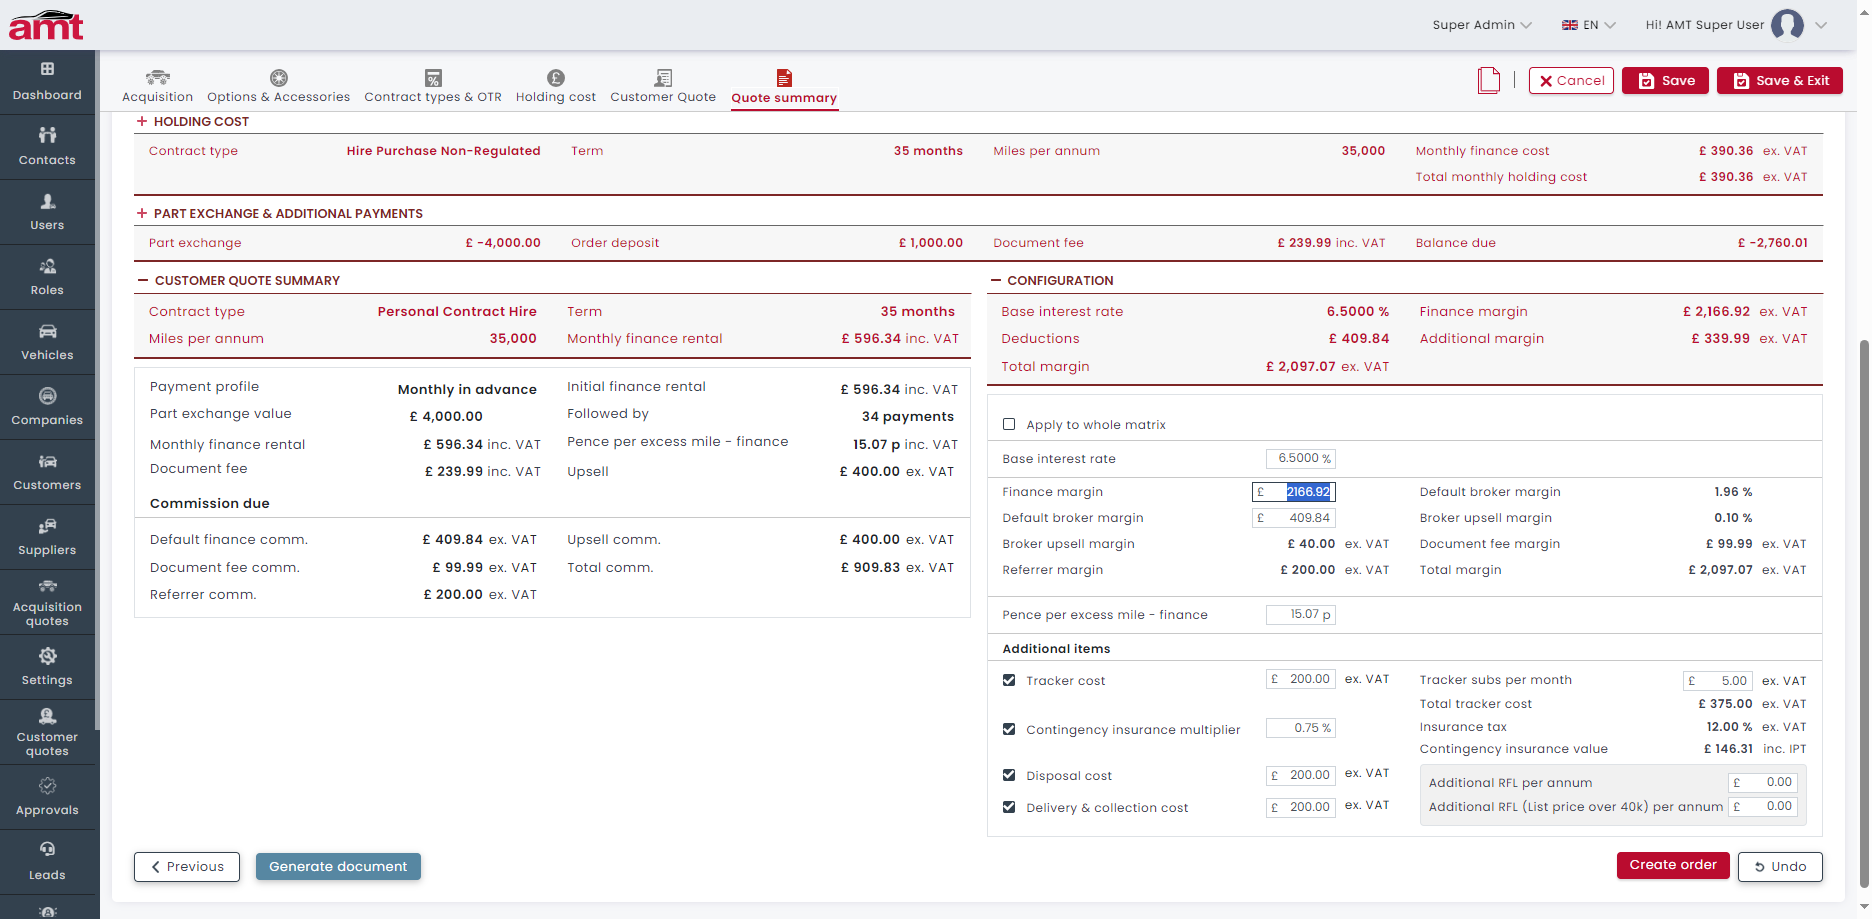 amt
Super Admin
EN
Hi! AMT Super User
Dashboard
Contacts
Users
Roles
Vehicles
Companies
Customers
Suppliers
Acquisition
quotes
Settings
Customer
quotes
Approvals
Leads
Acquisition
Options & Accessories
Contract types & OTR
Holding cost
Customer Quote
Quote summary
Cancel
Save
Save & Exit
+ HOLDING COST
Contract type Hire Purchase Non-Regulated Term 35 months Miles per annum 35,000 Monthly finance cost £ 390.36 ex. VAT
Total monthly holding cost £ 390.36 ex. VAT
+ PART EXCHANGE & ADDITIONAL PAYMENTS
Part exchange £ -4,000.00 Order deposit £ 1,000.00 Document fee £ 239.99 inc. VAT Balance due £ -2,760.01
− CUSTOMER QUOTE SUMMARY
Contract type Personal Contract Hire Term 35 months
Miles per annum 35,000 Monthly finance rental £ 596.34 inc. VAT
Payment profile Monthly in advance Initial finance rental £ 596.34 inc. VAT
Part exchange value £ 4,000.00 Followed by 34 payments
Monthly finance rental £ 596.34 inc. VAT Pence per excess mile - finance 15.07 p inc. VAT
Document fee £ 239.99 inc. VAT Upsell £ 400.00 ex. VAT
Commission due
Default finance comm. £ 409.84 ex. VAT Upsell comm. £ 400.00 ex. VAT
Document fee comm. £ 99.99 ex. VAT Total comm. £ 909.83 ex. VAT
Referrer comm. £ 200.00 ex. VAT
− CONFIGURATION
Base interest rate 6.5000 % Finance margin £ 2,166.92 ex. VAT
Deductions £ 409.84 Additional margin £ 339.99 ex. VAT
Total margin £ 2,097.07 ex. VAT
Apply to whole matrix
Base interest rate 6.5000 %
Finance margin £ 2166.92 Default broker margin 1.96 %
Default broker margin £ 409.84 Broker upsell margin 0.10 %
Broker upsell margin £ 40.00 ex. VAT Document fee margin £ 99.99 ex. VAT
Referrer margin £ 200.00 ex. VAT Total margin £ 2,097.07 ex. VAT
Pence per excess mile - finance 15.07 p
Additional items
Tracker cost £ 200.00 ex. VAT Tracker subs per month £ 5.00 ex. VAT
Total tracker cost £ 375.00 ex. VAT
Contingency insurance multiplier 0.75 % Insurance tax 12.00 % ex. VAT
Contingency insurance value £ 146.31 inc. IPT
Disposal cost £ 200.00 ex. VAT Additional RFL per annum £ 0.00
Delivery & collection cost £ 200.00 ex. VAT Additional RFL (List price over 40k) per annum £ 0.00
Previous
Generate document
Create order
Undo